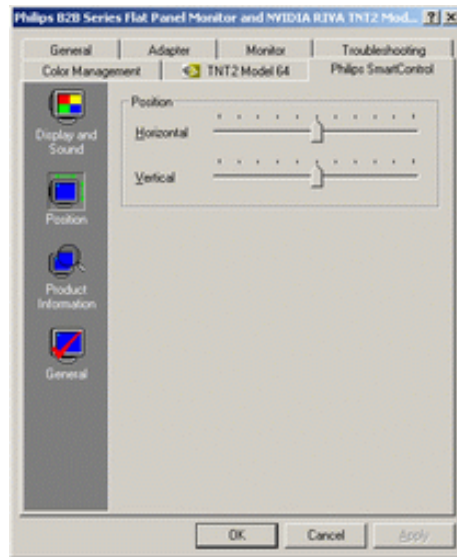 Philips B2B Series Flat Panel Monitor and NVIDIA RIVA TNT2 Mod...
General Adapter Monitor Troubleshooting
Color Management TNT2 Model 64 Philips SmartControl
Display and
Sound
Position
Product
Information
General
Position
Horizontal
Vertical
OK Cancel Apply